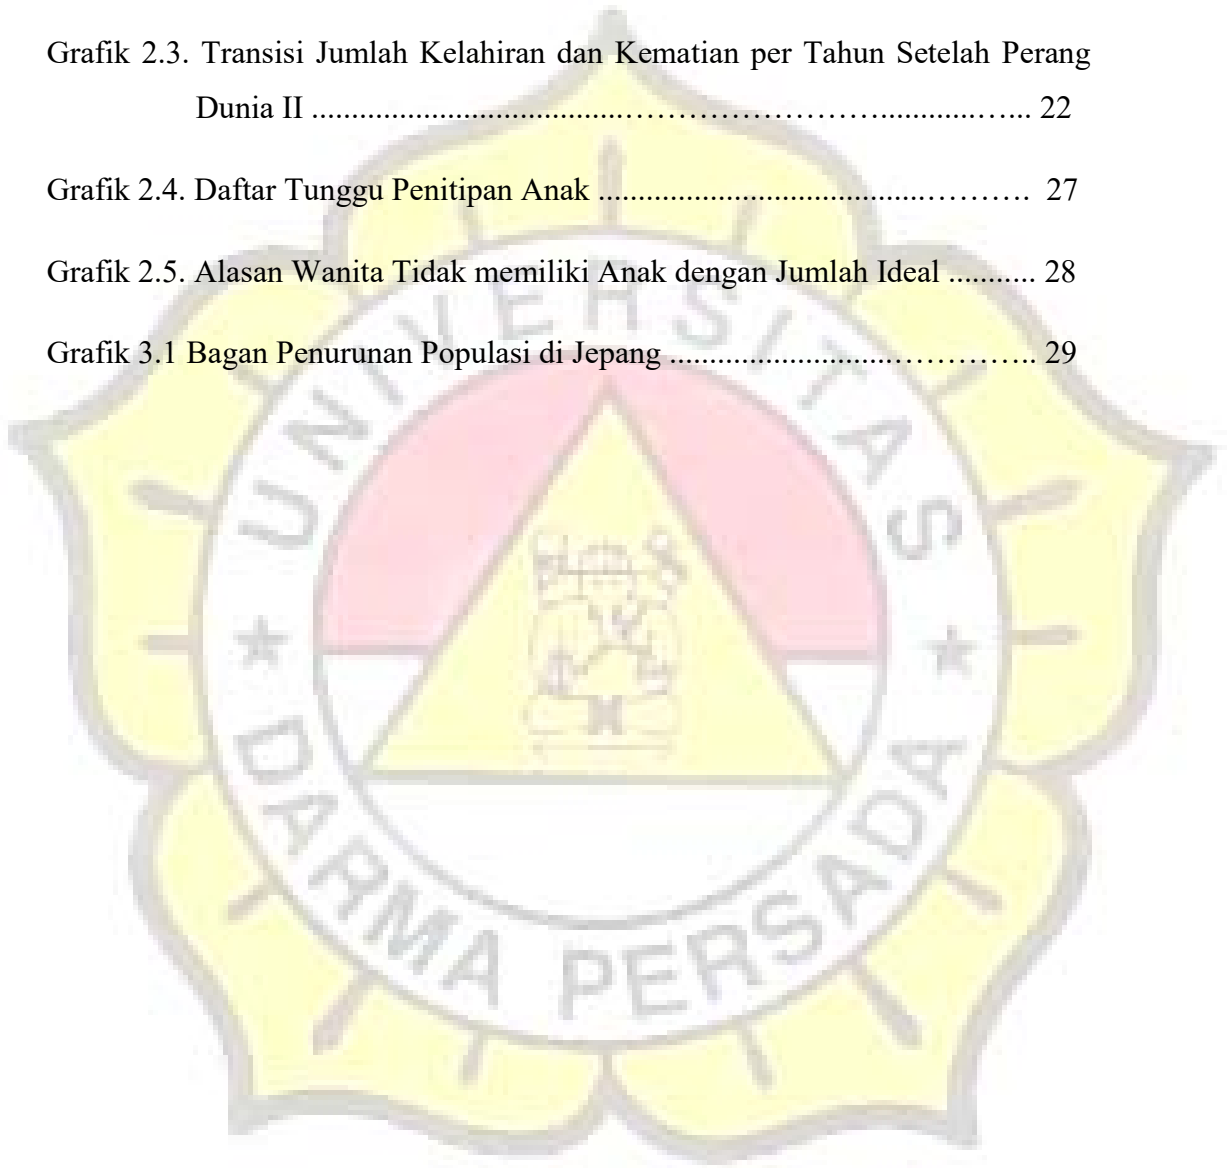 Grafik 2.3. Transisi Jumlah Kelahiran dan Kematian per Tahun Setelah Perang
Dunia II ........................................................................... 22
Grafik 2.4. Daftar Tunggu Penitipan Anak .................................................... 27
Grafik 2.5. Alasan Wanita Tidak memiliki Anak dengan Jumlah Ideal ........... 28
Grafik 3.1 Bagan Penurunan Populasi di Jepang ............................................ 29
UNIVERSITAS
DARMA PERSADA